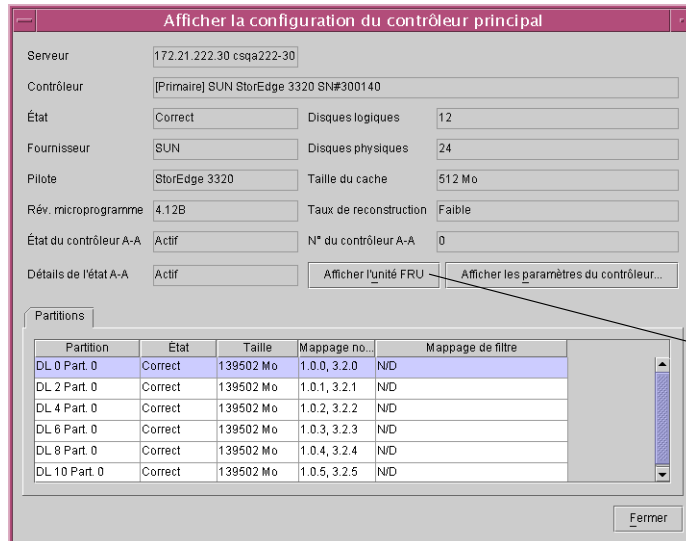 Afficher la configuration du contrôleur principal
Serveur 172.21.222.30 csqa222-30
Contrôleur [Primaire] SUN StorEdge 3320 SN#300140
État Correct Disques logiques 12
Fournisseur SUN Disques physiques 24
Pilote StorEdge 3320 Taille du cache 512 Mo
Rév. microprogramme 4.12B Taux de reconstruction Faible
État du contrôleur A-A Actif N° du contrôleur A-A 0
Détails de l'état A-A Actif Afficher l'unité FRU Afficher les paramètres du contrôleur...
Partitions
Partition État Taille Mappage no... Mappage de filtre
DL 0 Part. 0 Correct 139502 Mo 1.0.0, 3.2.0 N/D
DL 2 Part. 0 Correct 139502 Mo 1.0.1, 3.2.1 N/D
DL 4 Part. 0 Correct 139502 Mo 1.0.2, 3.2.2 N/D
DL 6 Part. 0 Correct 139502 Mo 1.0.3, 3.2.3 N/D
DL 8 Part. 0 Correct 139502 Mo 1.0.4, 3.2.4 N/D
DL 10 Part. 0 Correct 139502 Mo 1.0.5, 3.2.5 N/D
Fermer